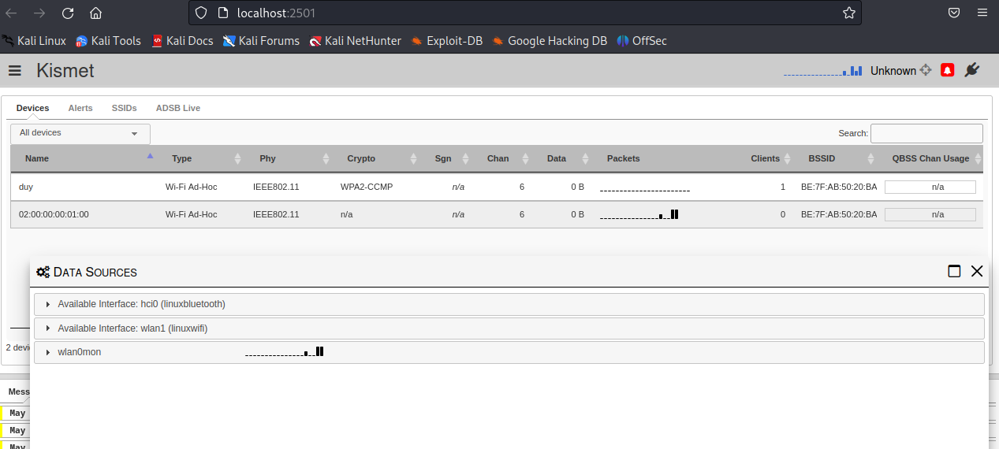 localhost:2501
Kali Linux Kali Tools Kali Docs Kali Forums Kali NetHunter Exploit-DB Google Hacking DB OffSec
Kismet Unknown
Devices Alerts SSIDs ADSB Live
All devices Search:
Name Type Phy Crypto Sgn Chan Data Packets Clients BSSID QBSS Chan Usage
duy Wi-Fi Ad-Hoc IEEE802.11 WPA2-CCMP n/a 6 0 B 1 BE:7F:AB:50:20:BA n/a
02:00:00:00:01:00 Wi-Fi Ad-Hoc IEEE802.11 n/a n/a 6 0 B 0 BE:7F:AB:50:20:BA n/a
DATA SOURCES
Available Interface: hci0 (linuxbluetooth)
Available Interface: wlan1 (linuxwifi)
2 devi
wlan0mon
Mess
May
May
May